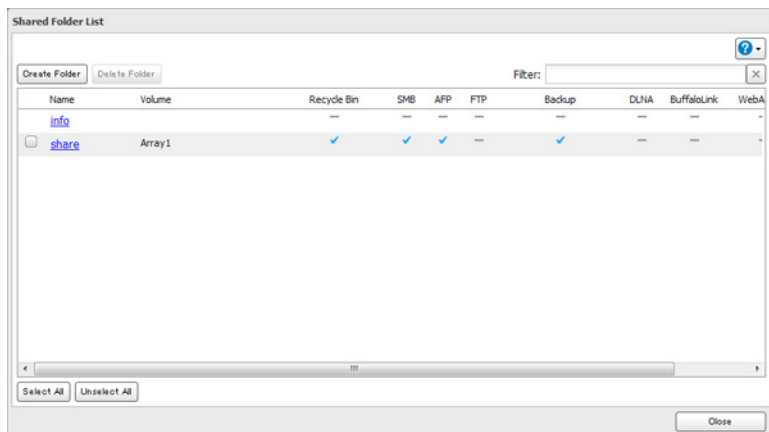 Shared Folder List
?
Create Folder Delete Folder Filter:
Name Volume Recycle Bin SMB AFP FTP Backup DLNA BuffaloLink WebA
info
share Array1
Select All Unselect All
Close